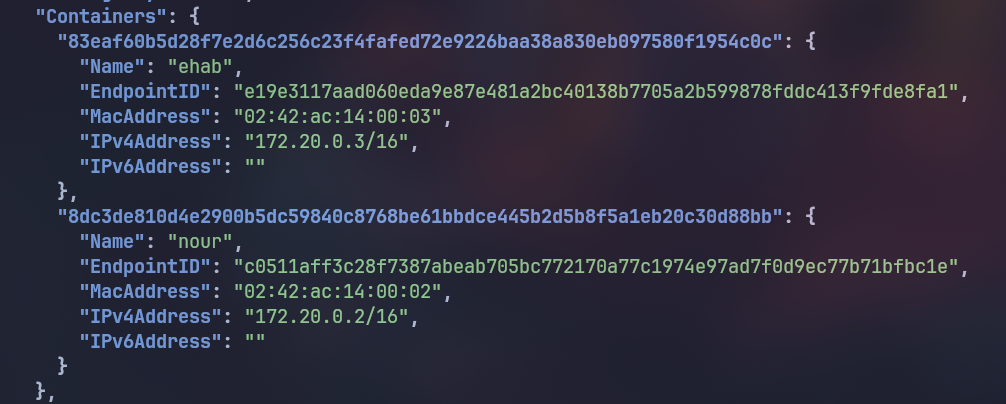 "Containers": {
"83eaf60b5d28f7e2d6c256c23f4fafed72e9226baa38a830eb097580f1954c0c": {
"Name": "ehab",
"EndpointID": "e19e3117aad060eda9e87e481a2bc40138b7705a2b599878fddc413f9fde8fa1",
"MacAddress": "02:42:ac:14:00:03",
"IPv4Address": "172.20.0.3/16",
"IPv6Address": ""
},
"8dc3de810d4e2900b5dc59840c8768be61bbdce445b2d5b8f5a1eb20c30d88bb": {
"Name": "nour",
"EndpointID": "c0511aff3c28f7387abeab705bc772170a77c1974e97ad7f0d9ec77b71bfbc1e",
"MacAddress": "02:42:ac:14:00:02",
"IPv4Address": "172.20.0.2/16",
"IPv6Address": ""
}
},